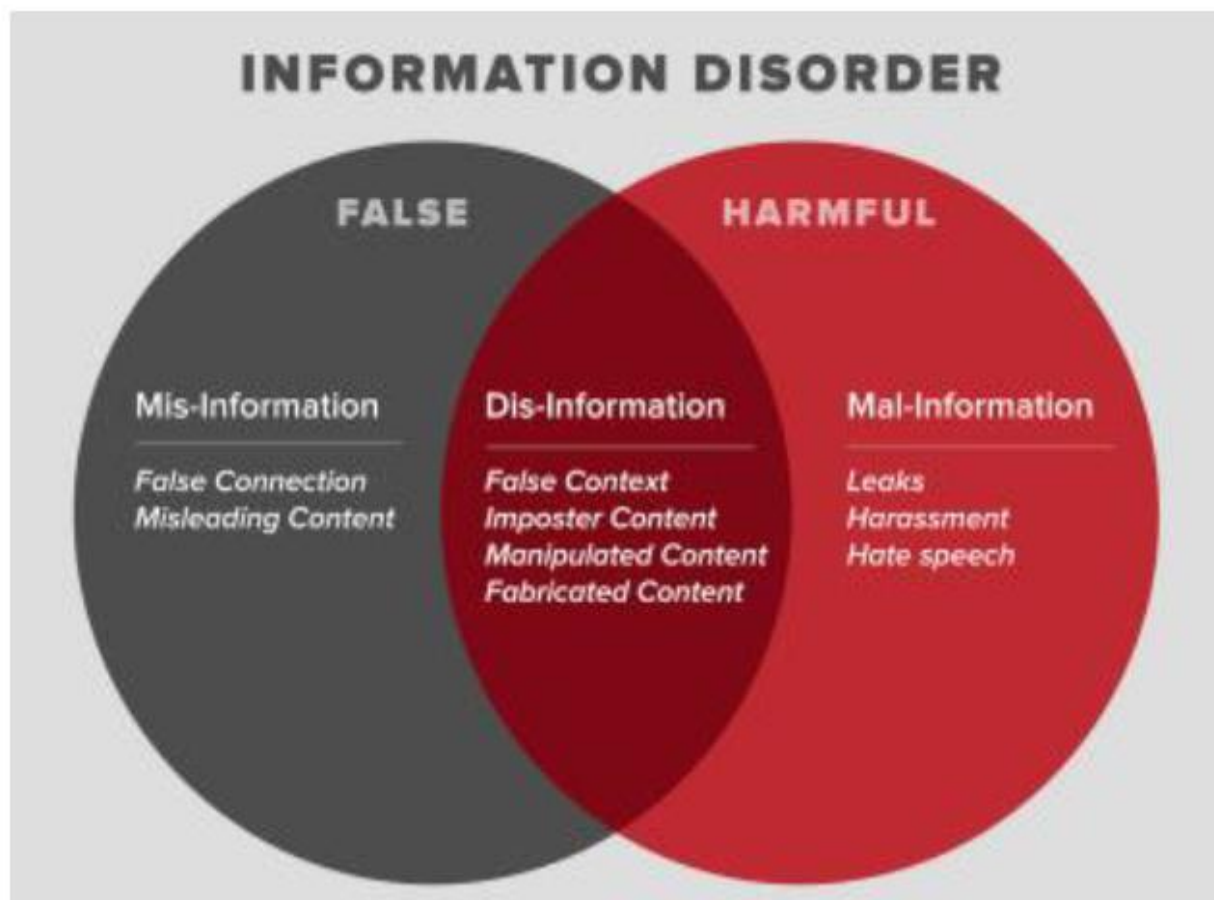 INFORMATION DISORDER
FALSE
HARMFUL
Mis-Information
False Connection
Misleading Content
Dis-Information
False Context
Imposter Content
Manipulated Content
Fabricated Content
Mal-Information
Leaks
Harassment
Hate speech